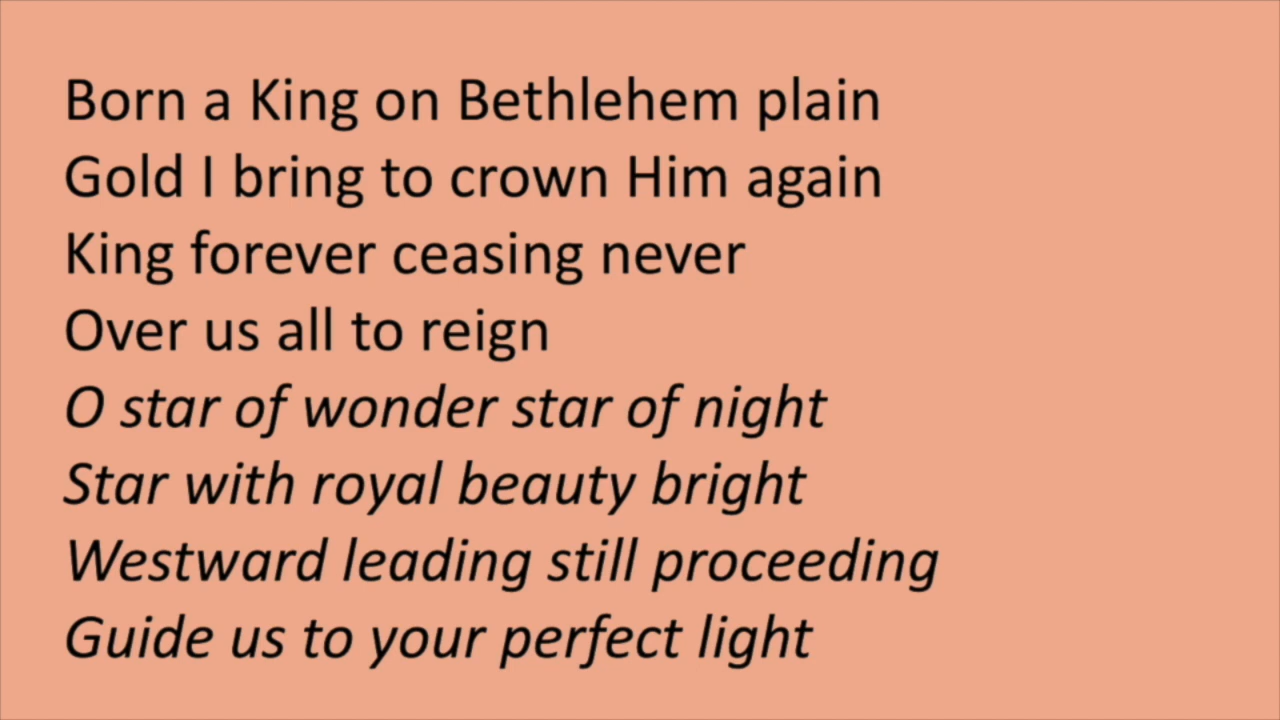 Born a King on Bethlehem plain
Gold I bring to crown Him again
King forever ceasing never
Over us all to reign
O star of wonder star of night
Star with royal beauty bright
Westward leading still proceeding
Guide us to your perfect light